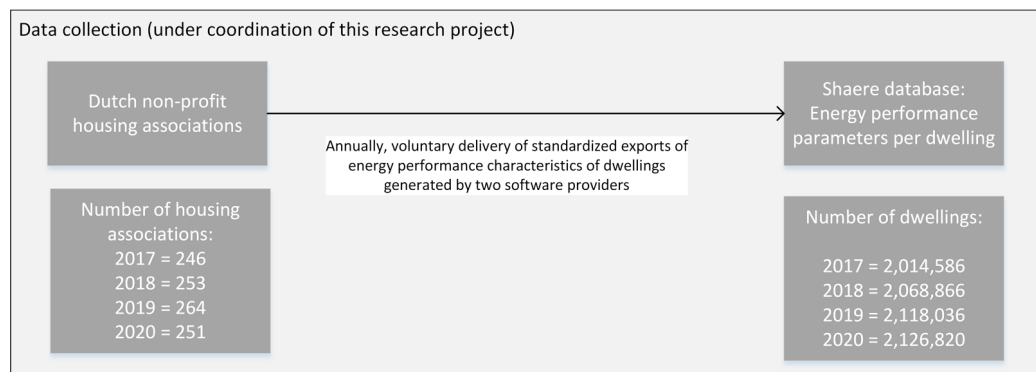 Data collection (under coordination of this research project)
Dutch non-profit
housing associations
Annually, voluntary delivery of standardized exports of
energy performance characteristics of dwellings
generated by two software providers
Shaere database:
Energy performance
parameters per dwelling
Number of housing
associations:
2017 = 246
2018 = 253
2019 = 264
2020 = 251
Number of dwellings:
2017 = 2,014,586
2018 = 2,068,866
2019 = 2,118,036
2020 = 2,126,820